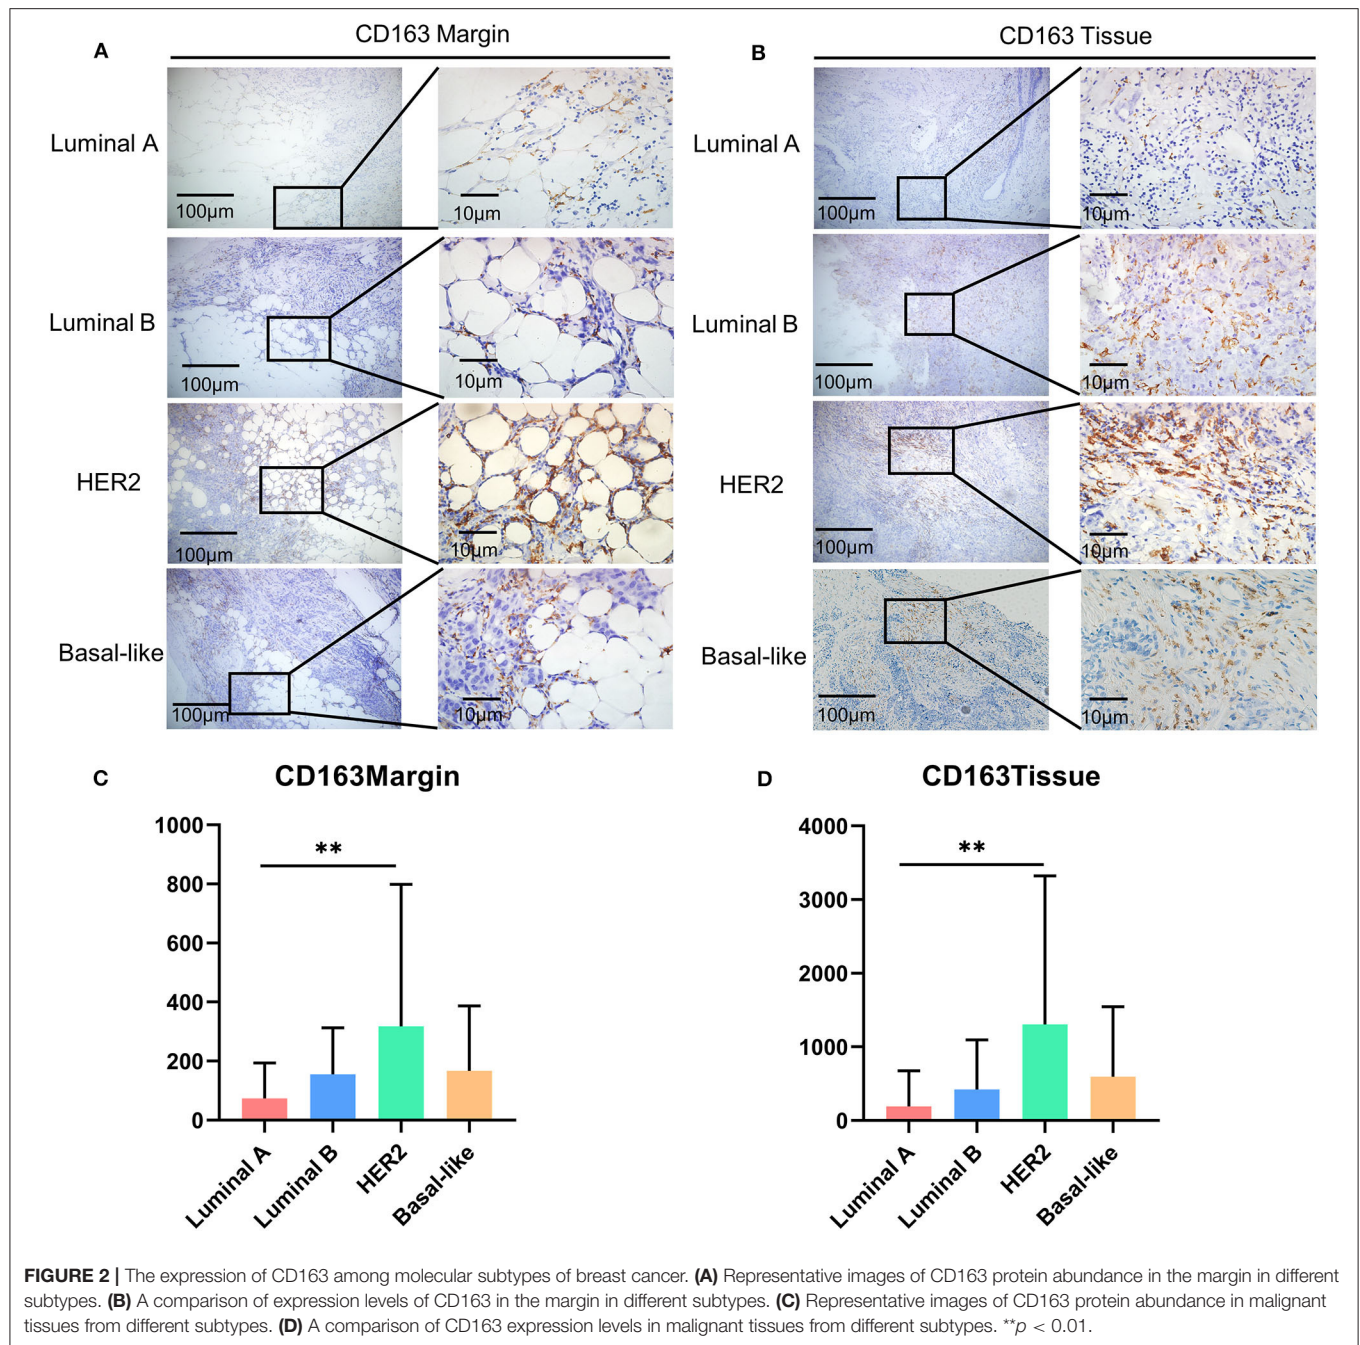 A
CD163 Margin
Luminal A
100µm
10µm
Luminal B
100µm
10µm
HER2
100µm
10µm
Basal-like
100µm
10µm
B
CD163 Tissue
Luminal A
100µm
10µm
Luminal B
100µm
10µm
HER2
100µm
10µm
Basal-like
100µm
10µm
C
CD163Margin
1000
800
600
400
200
0
**
Luminal A
Luminal B
HER2
Basal-like
D
CD163Tissue
4000
3000
2000
1000
0
**
Luminal A
Luminal B
HER2
Basal-like
FIGURE 2 | The expression of CD163 among molecular subtypes of breast cancer. (A) Representative images of CD163 protein abundance in the margin in different
subtypes. (B) A comparison of expression levels of CD163 in the margin in different subtypes. (C) Representative images of CD163 protein abundance in malignant
tissues from different subtypes. (D) A comparison of CD163 expression levels in malignant tissues from different subtypes. **p < 0.01.